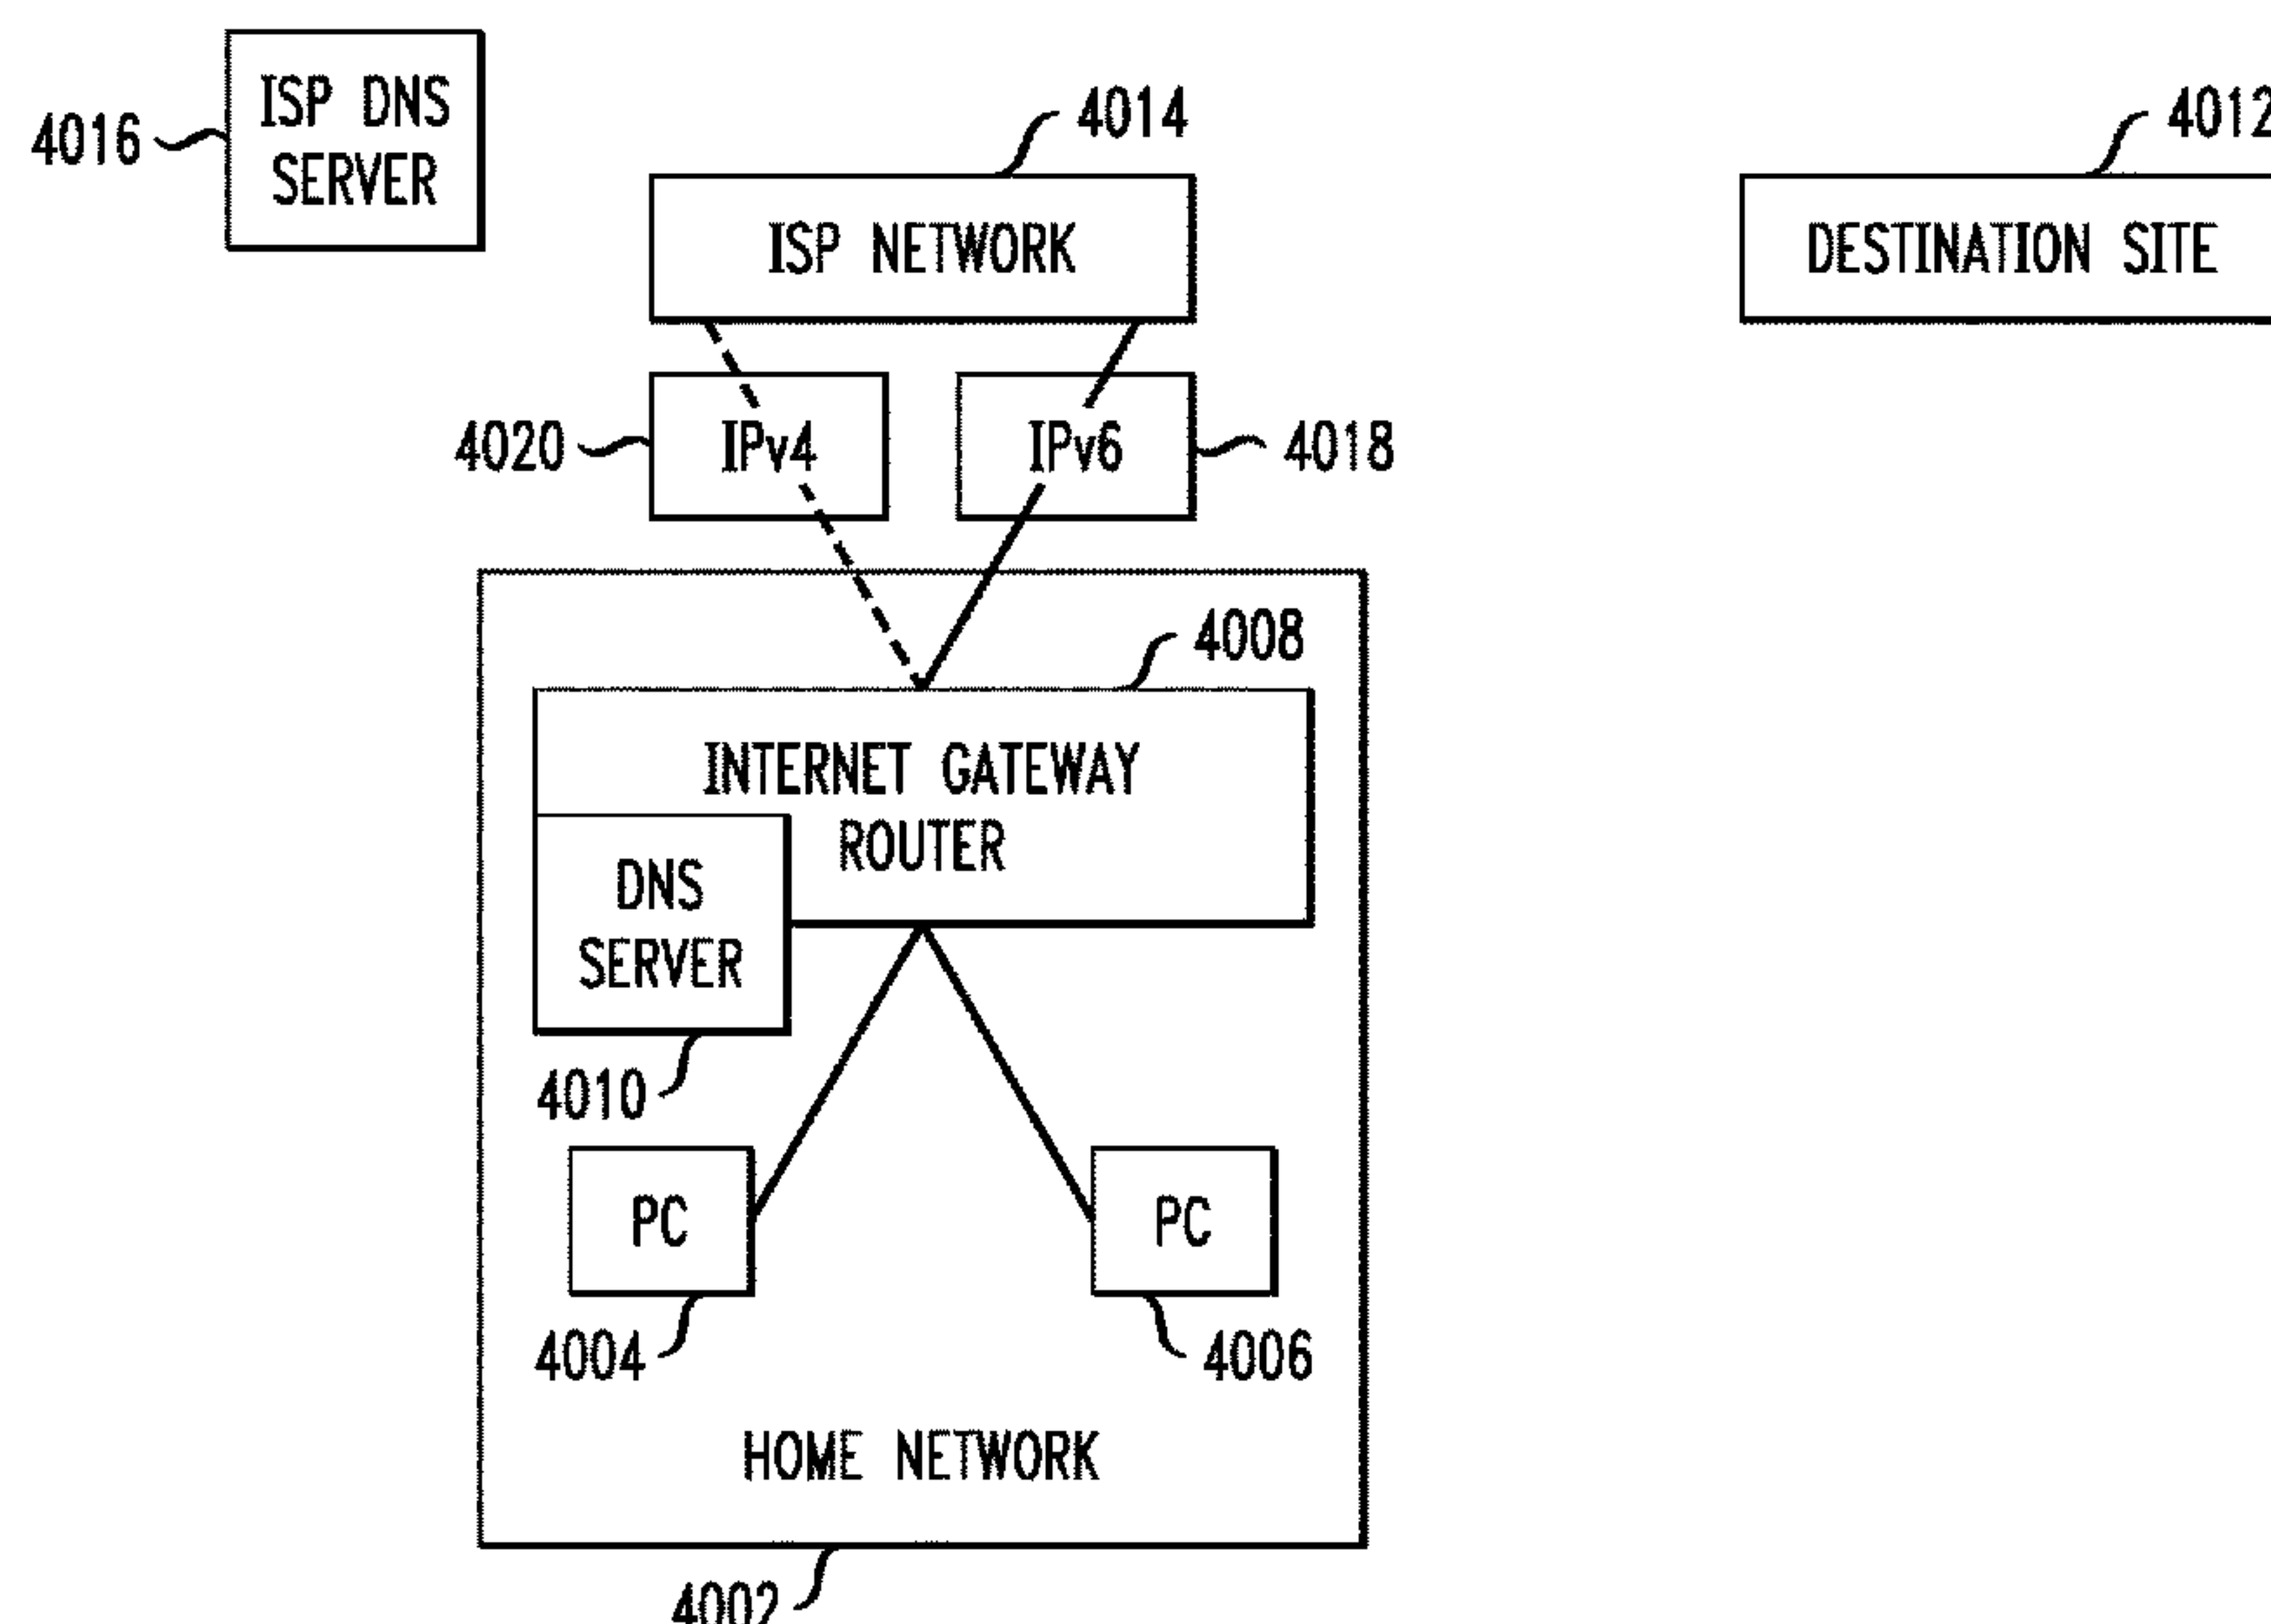 ISP DNS
SERVER
4016
4014
4012
ISP NETWORK
DESTINATION SITE
4020
IPv4
IPv6
4018
4008
INTERNET GATEWAY
ROUTER
DNS
SERVER
4010
PC
PC
4004
4006
HOME NETWORK
4002